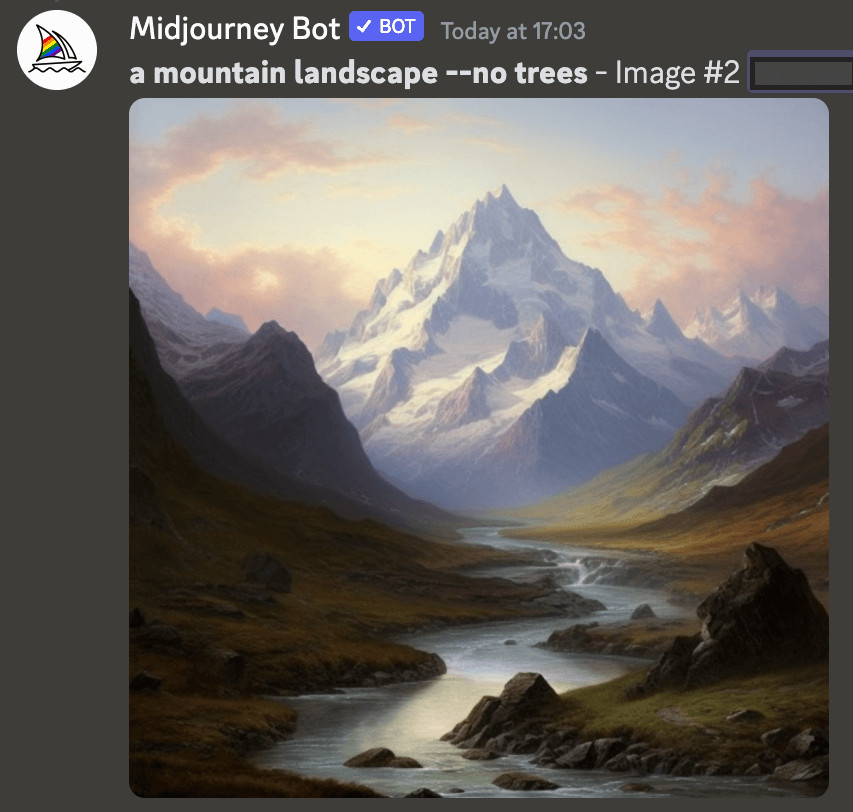 Midjourney Bot ✓ BOT Today at 17:03
a mountain landscape --no trees - Image #2